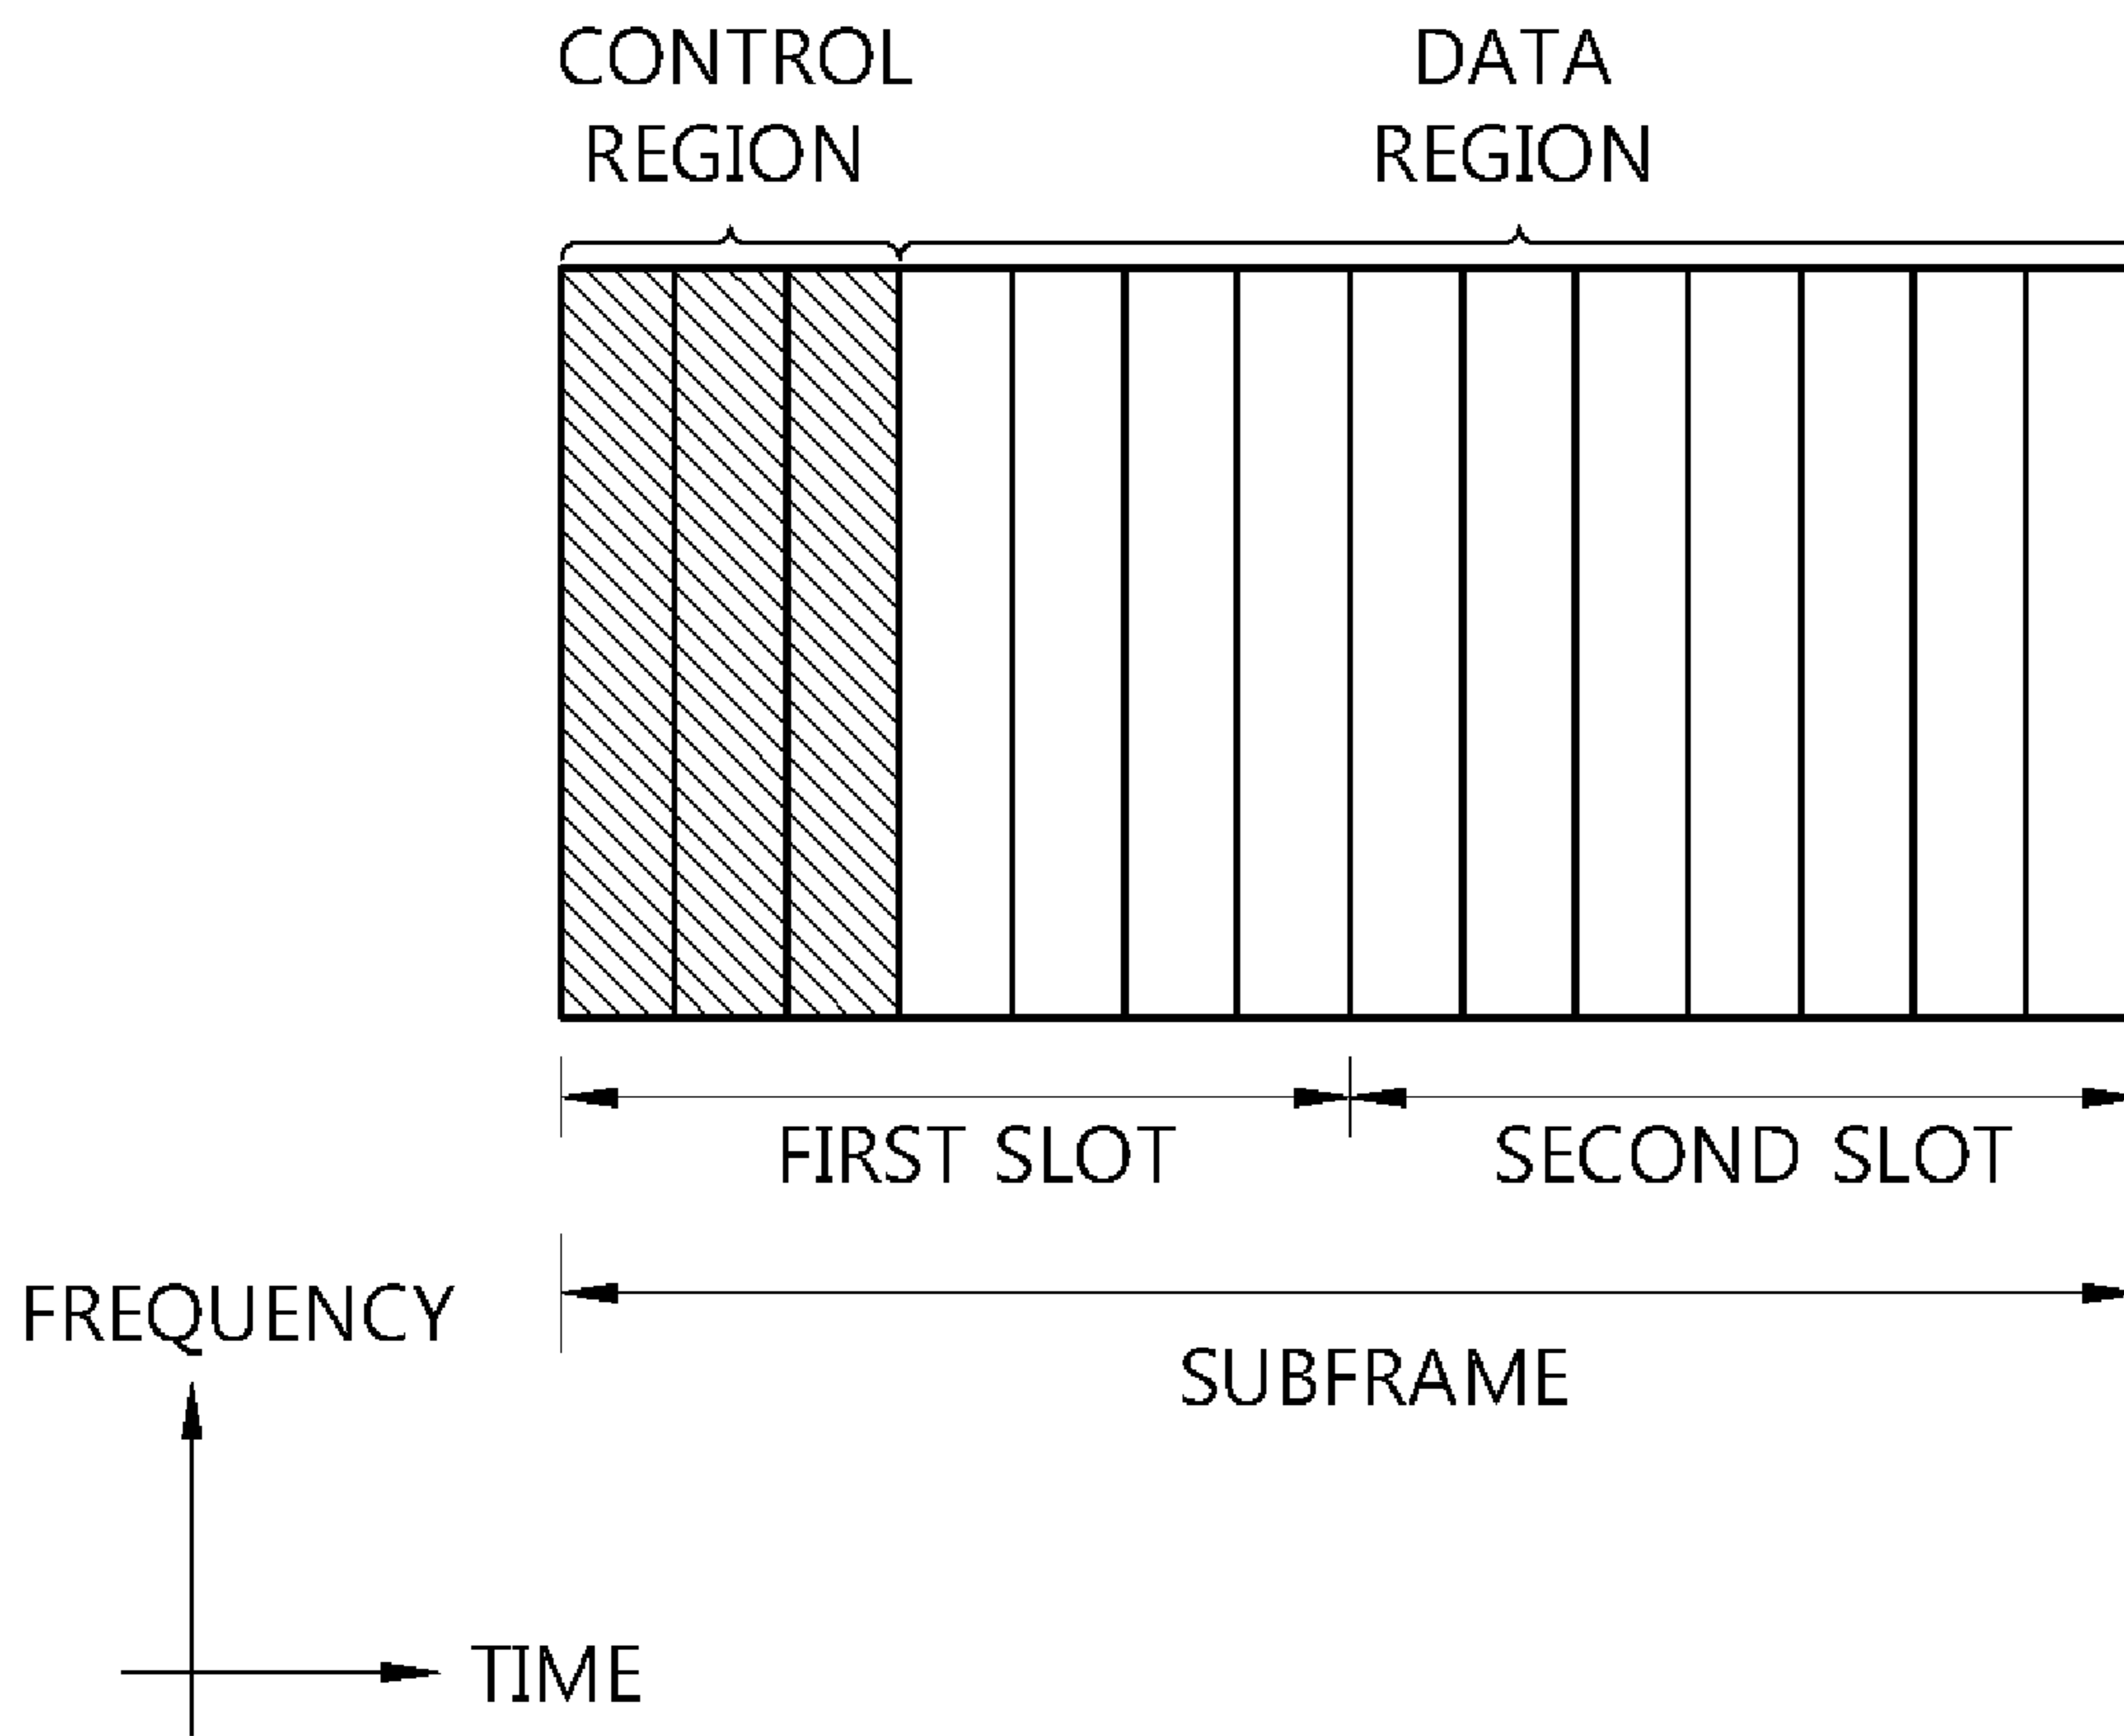 CONTROL
REGION
DATA
REGION
FIRST SLOT
SECOND SLOT
SUBFRAME
FREQUENCY
TIME